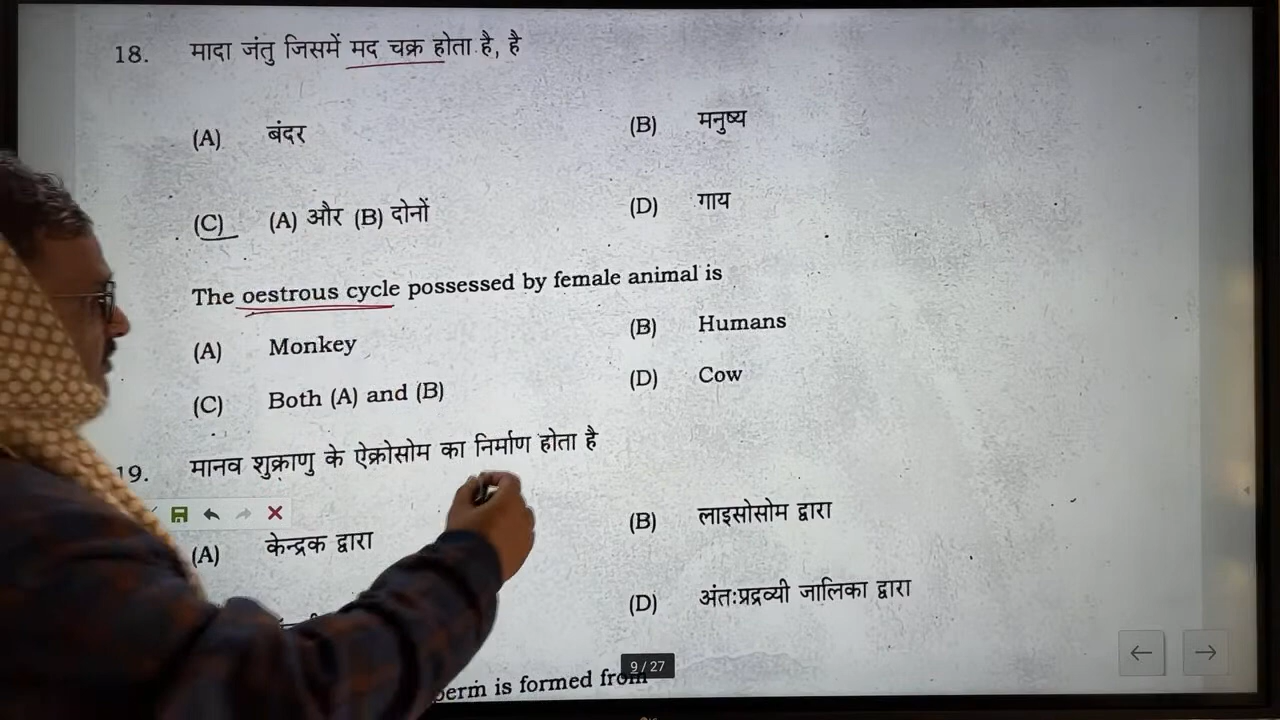 18. मादा जंतु जिसमें मद चक्र होता है, है
(A) बंदर (B) मनुष्य
(C) (A) और (B) दोनों (D) गाय
The oestrous cycle possessed by female animal is
(A) Monkey (B) Humans
(C) Both (A) and (B) (D) Cow
19. मानव शुक्राणु के ऐक्रोसोम का निर्माण होता है
(A) केन्द्रक द्वारा (B) लाइसोसोम द्वारा
(D) अंतःप्रद्रव्यी जालिका द्वारा
9 / 27
is formed from